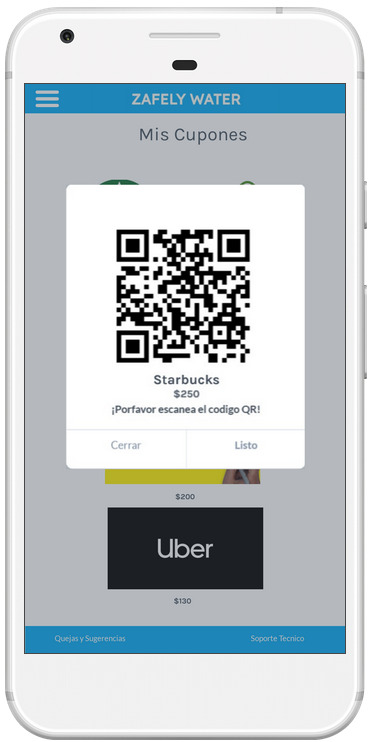 ZAFELY WATER
Mis Cupones
Starbucks
$250
¡Porfavor escanea el codigo QR!
Cerrar
Listo
$200
Uber
$130
Quejas y Sugerencias
Soporte Tecnico